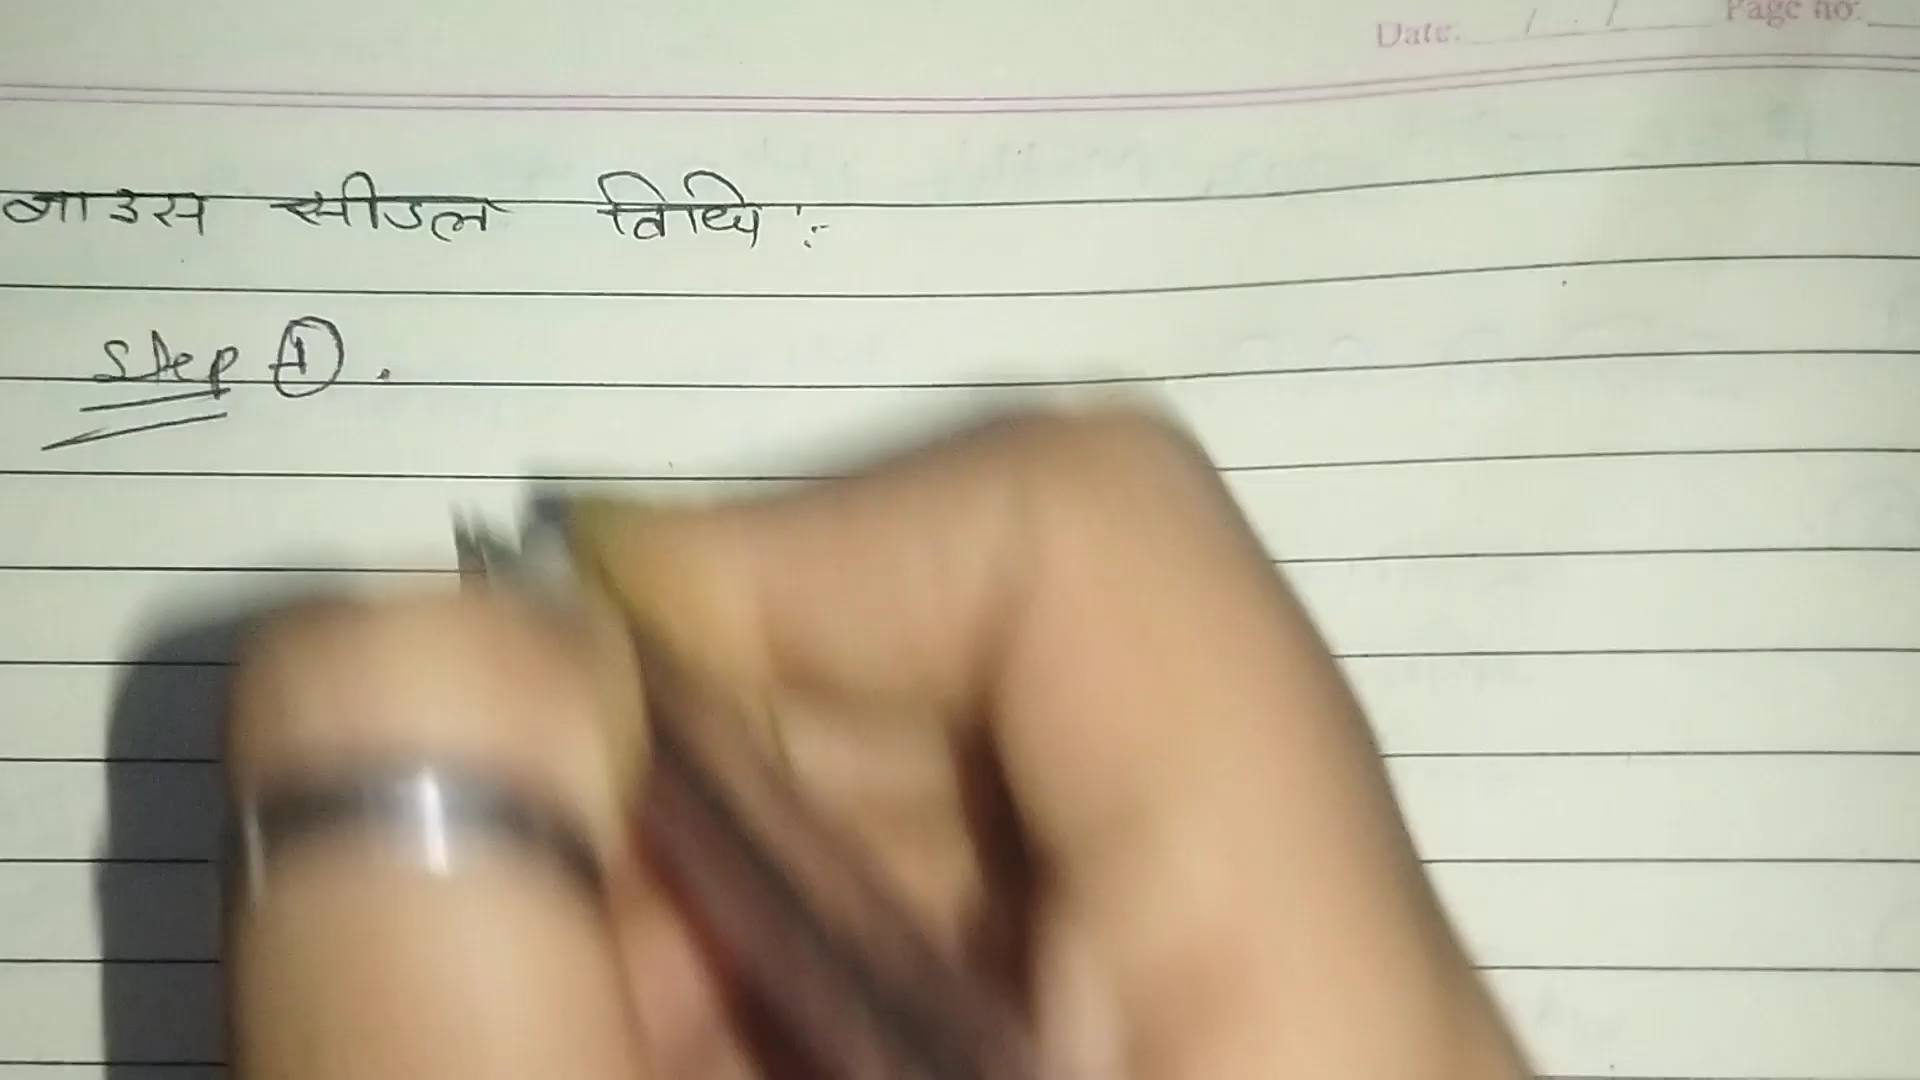 Date. / / Page no:
गाउस सीडल विधि :-
Step ①.